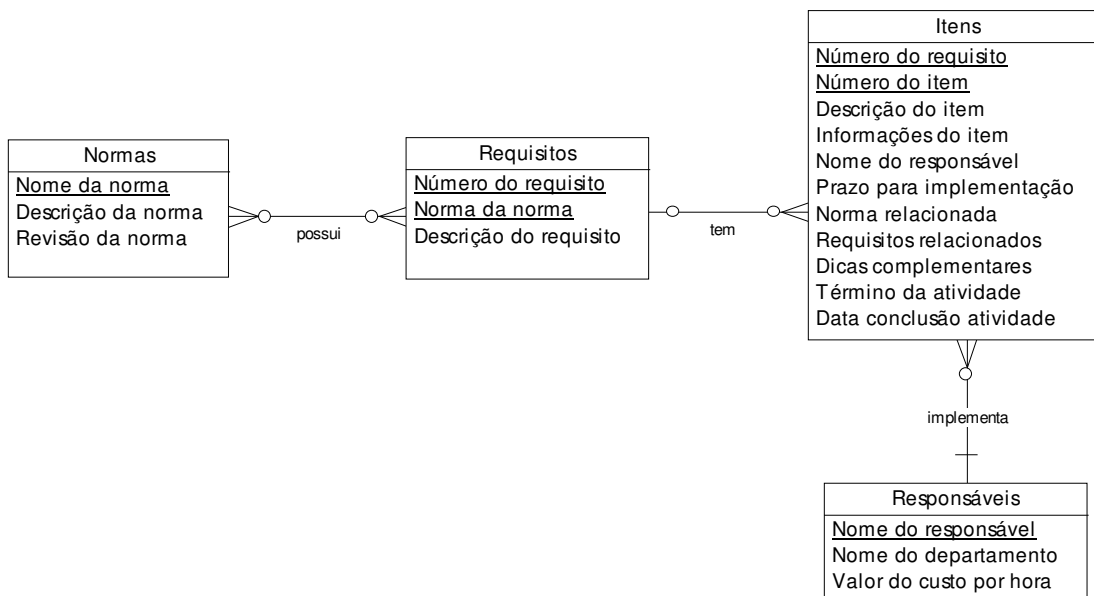 Normas
Nome da norma
Descrição da norma
Revisão da norma
possui
Requisitos
Número do requisito
Norma da norma
Descrição do requisito
tem
Itens
Número do requisito
Número do item
Descrição do item
Informações do item
Nome do responsável
Prazo para implementação
Norma relacionada
Requisitos relacionados
Dicas complementares
Término da atividade
Data conclusão atividade
implementa
Responsáveis
Nome do responsável
Nome do departamento
Valor do custo por hora